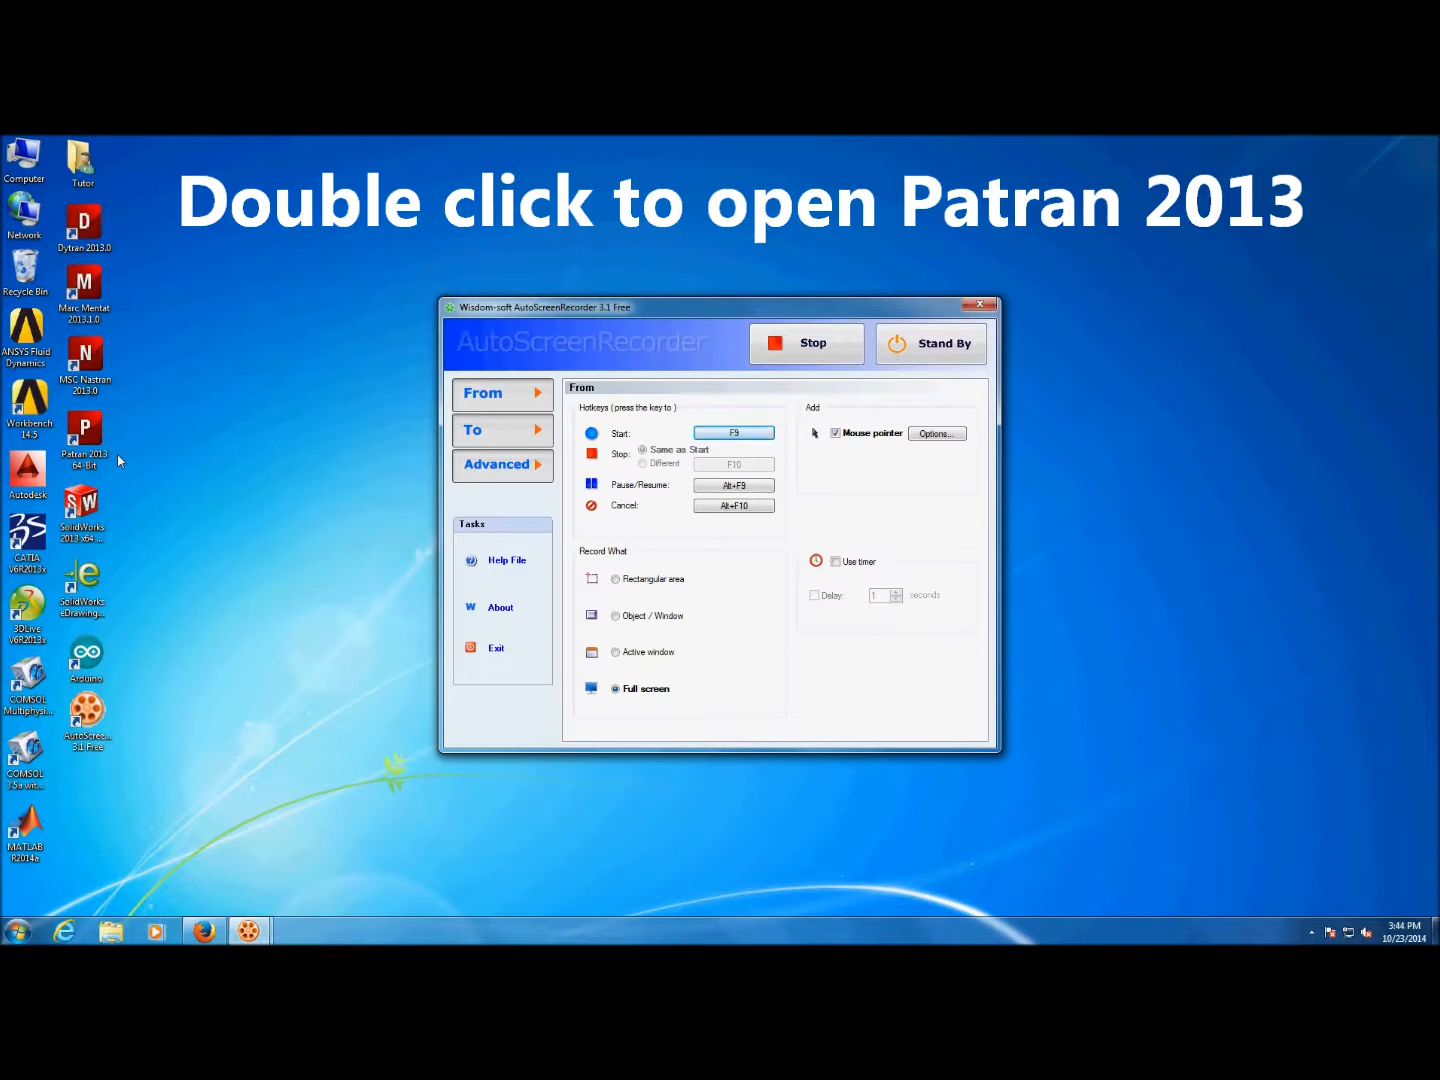 Double click to open Patran 2013
Computer
Tutor
Network
Dytran 2013.0
Recycle Bin
Marc Mentat
2013.1.0
ANSYS Fluid
Dynamics
MSC Nastran
2013.0
Workbench
14.5
Patran 2013
64-Bit
Autodesk
SolidWorks
2013 x64 ...
CATIA
V6R2013x
SolidWorks
eDrawing...
3DLive
V6R2013x
Arduino
COMSOL
Multiphysi...
AutoScree...
3.1 Free
COMSOL
3.5a wit...
MATLAB
R2014a
Wisdom-soft AutoScreenRecorder 3.1 Free
AutoScreenRecorder
Stop
Stand By
From
To
Advanced
Tasks
Help File
About
Exit
From
Hotkeys ( press the key to )
Start:
F9
Stop:
Same as Start
Different
F10
Pause/Resume:
Alt+F9
Cancel:
Alt+F10
Add
Mouse pointer
Options...
Record What
Rectangular area
Object / Window
Active window
Full screen
Use timer
Delay:
1
seconds
3:44 PM
10/23/2014